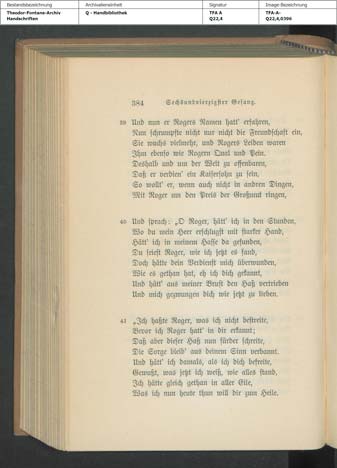 Bestandsbezeichnung Archivalieneinheit Signatur Image-Bezeichnung
Theodor-Fontane-Archiv Q - Handbibliothek TFA A TFA-A-
Handschriften Q22,4 Q22,4,0396
384 Sechsundvierzigster Gesang.
39 Und nun er Rogers Namen hatt' erfahren,
Nun schrumpfte nicht nur nicht die Freundschaft ein,
Sie wuchs vielmehr, und Rogers Leiden waren
Ihm ebenso wie Rogern Qual und Pein.
Deshalb und um der Welt zu offenbaren,
Daß er verdien' ein Kaisersohn zu sein,
So wollt' er, wenn auch nicht in andren Dingen,
Mit Roger um den Preis der Großmut ringen,
40 Und sprach: „O Roger, hätt' ich in den Stunden,
Wo du mein Heer erschlugst mit starker Hand,
Hätt' ich in meinem Hasse da gefunden,
Du seiest Roger, wie ich jetzt es fand,
Doch hätte dein Verdienst mich überwunden,
Wie es gethan hat, eh ich dich gekannt,
Und hätt' aus meiner Brust den Haß vertrieben
Und mich gezwungen dich wie jetzt zu lieben.
41 „Ich haßte Roger, was ich nicht bestreite,
Bevor ich Roger hatt' in dir erkannt;
Daß aber dieser Haß nun fürder schreite,
Die Sorge bleib' aus deinem Sinn verbannt.
Und hätt' ich damals, als ich dich befreite,
Gewußt, was jetzt ich weiß, wie alles stand,
Ich hätte gleich gethan in aller Eile,
Was ich nun heute thun will dir zum Heile.